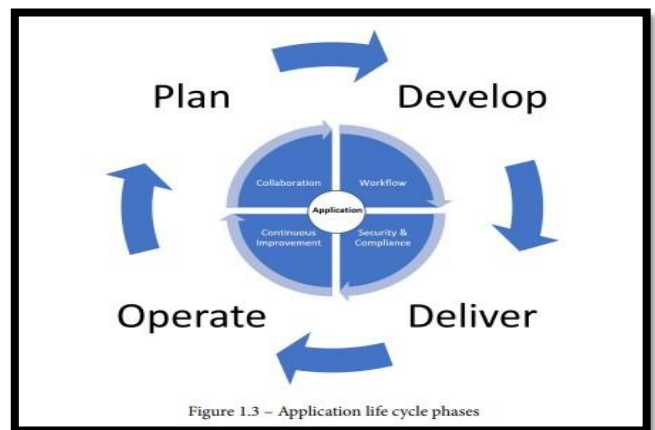 Plan
Develop
Collaboration
Workflow
Application
Continuous
Improvement
Security &
Compliance
Operate
Deliver
Figure 1.3 – Application life cycle phases